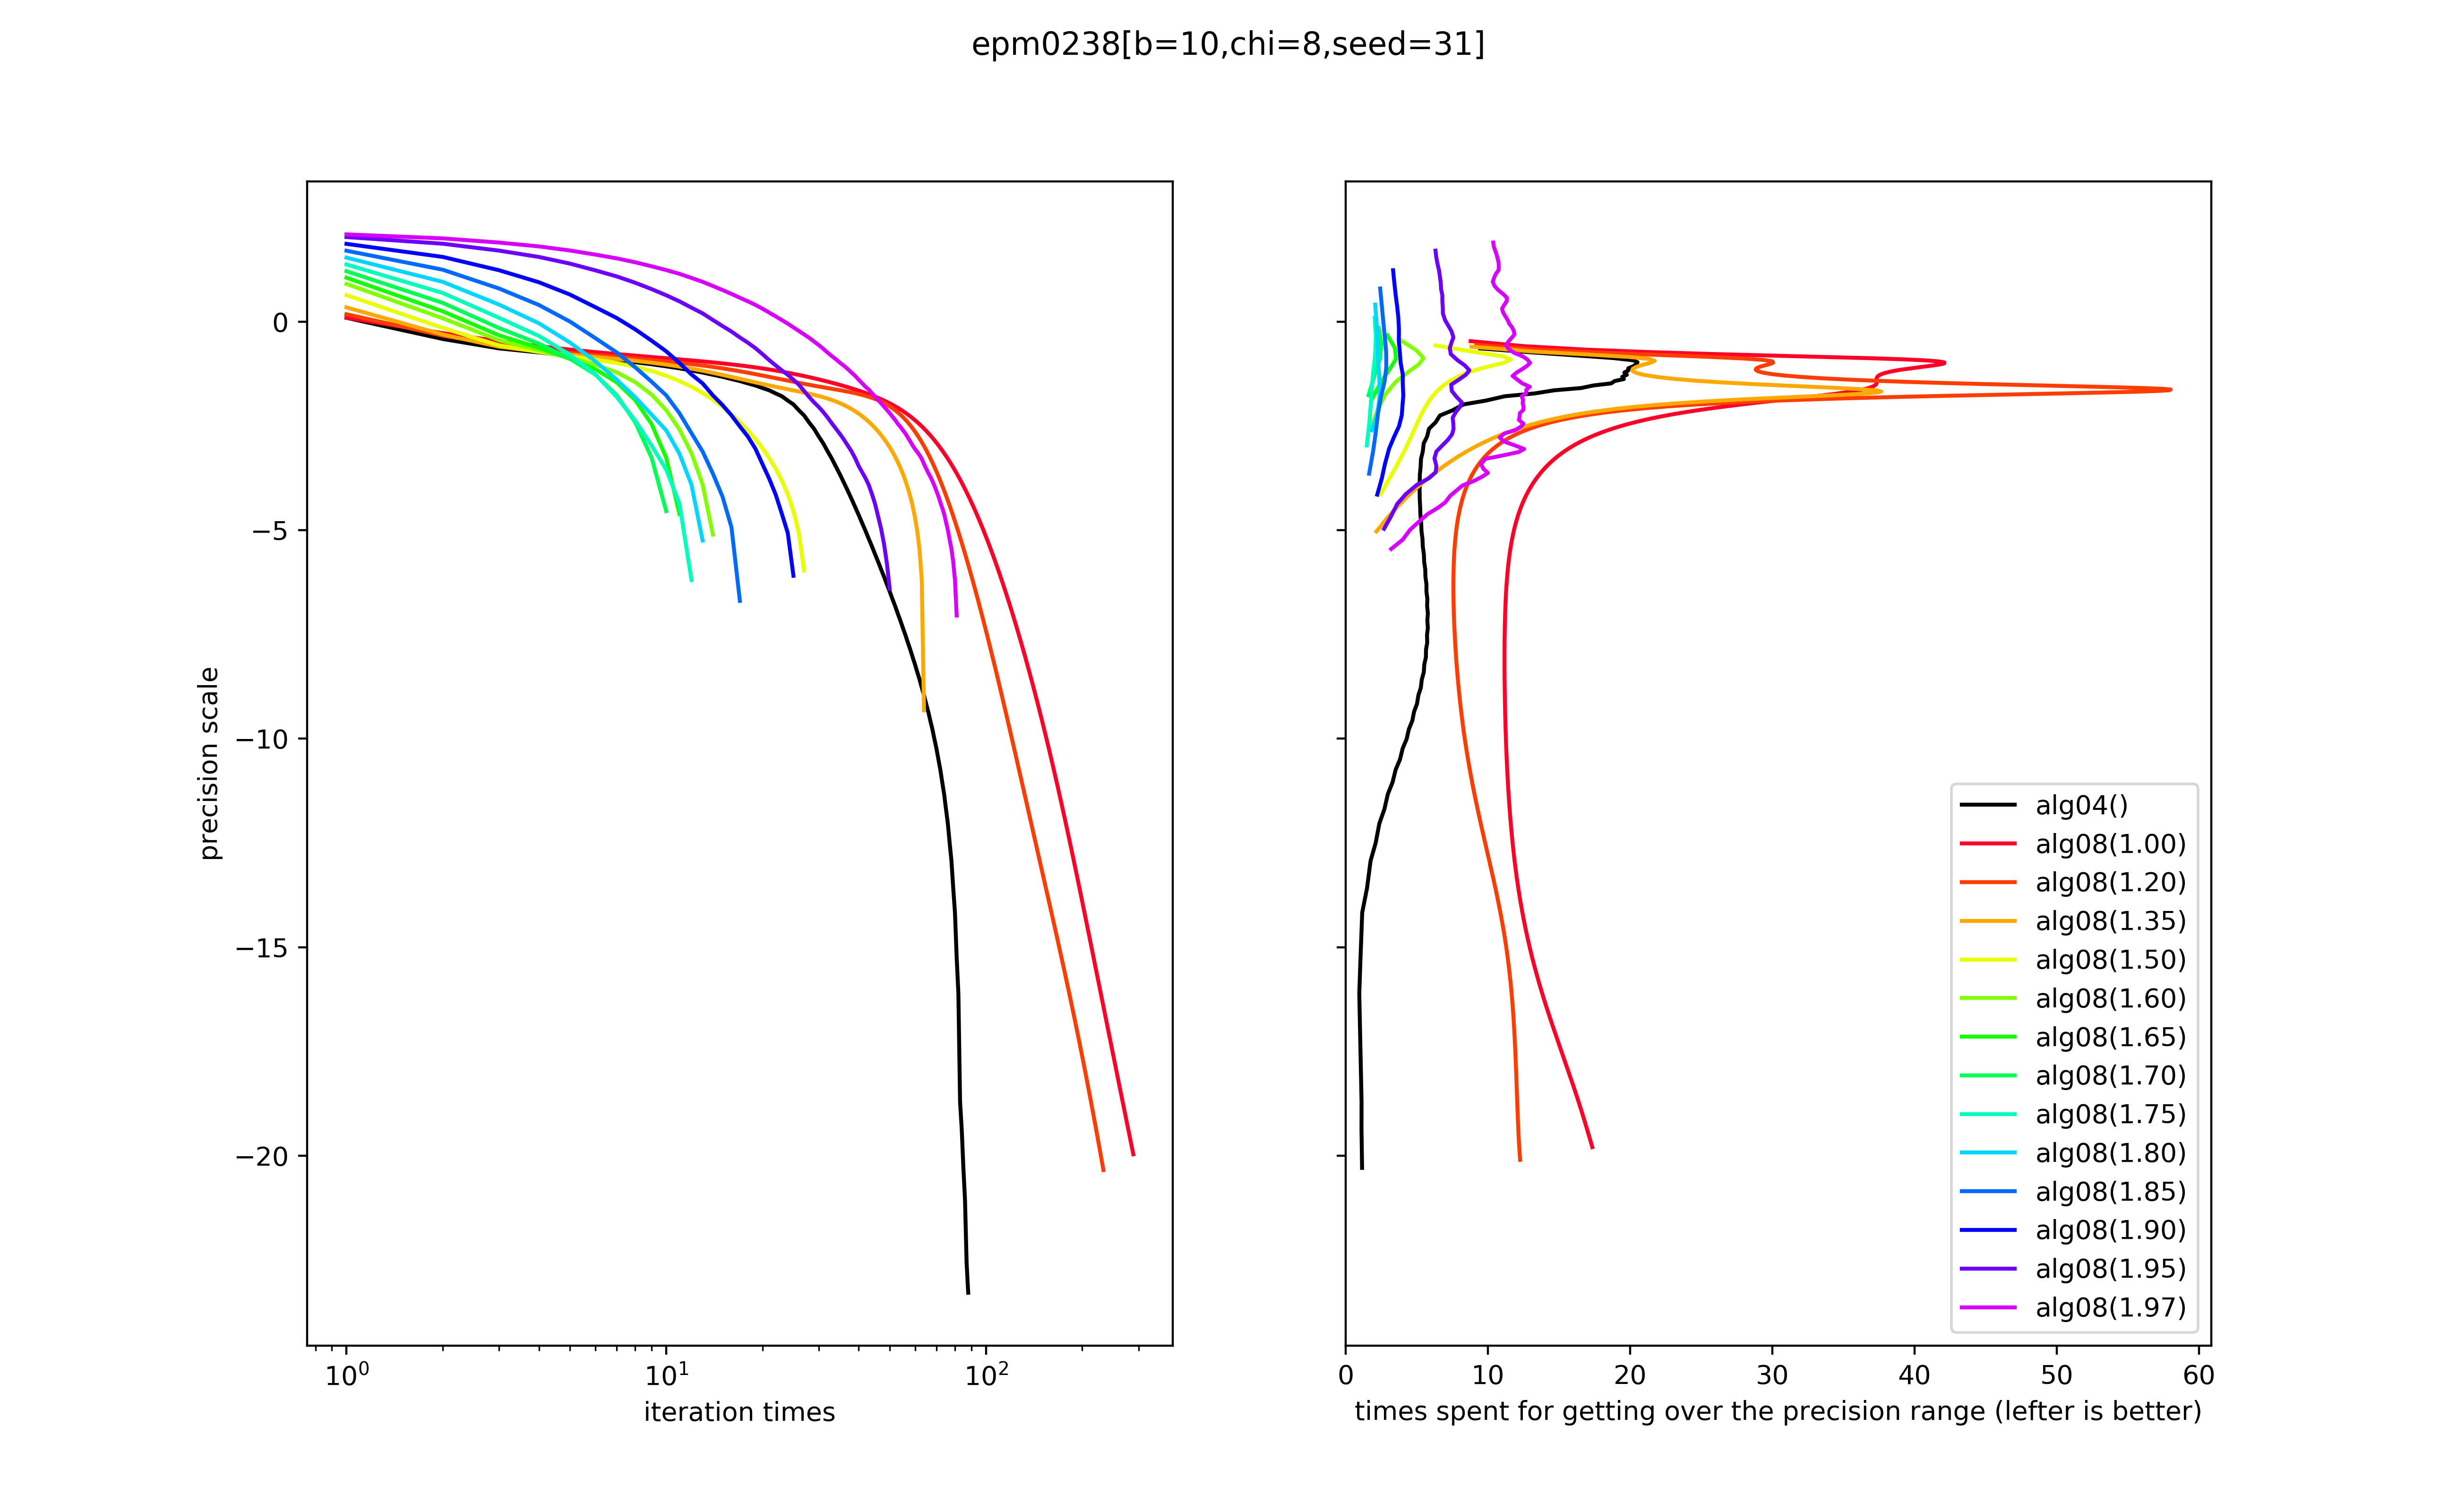 epm0238[b=10,chi=8,seed=31]
precision scale
0
−5
−10
−15
−20
10⁰
10¹
10²
iteration times
0
10
20
30
40
50
60
times spent for getting over the precision range (lefter is better)
alg04()
alg08(1.00)
alg08(1.20)
alg08(1.35)
alg08(1.50)
alg08(1.60)
alg08(1.65)
alg08(1.70)
alg08(1.75)
alg08(1.80)
alg08(1.85)
alg08(1.90)
alg08(1.95)
alg08(1.97)